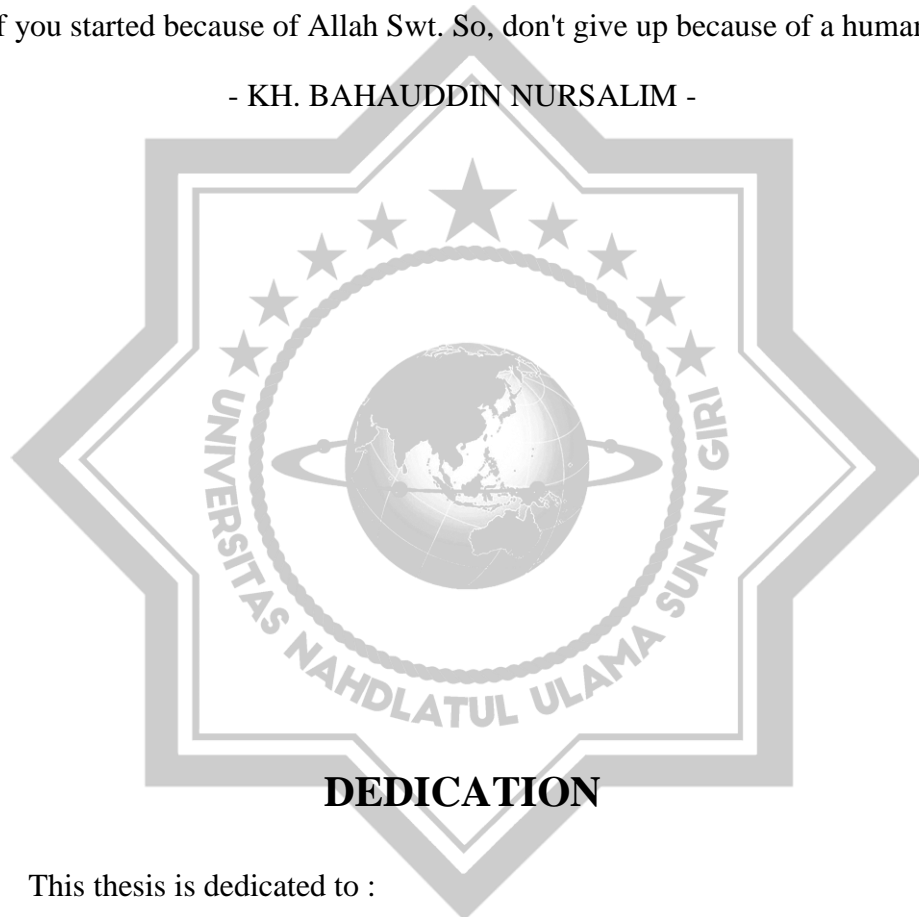 f you started because of Allah Swt. So, don't give up because of a human
- KH. BAHAUDDIN NURSALIM -
UNIVERSITAS NAHDLATUL ULAMA SUNAN GIRI
DEDICATION
This thesis is dedicated to :